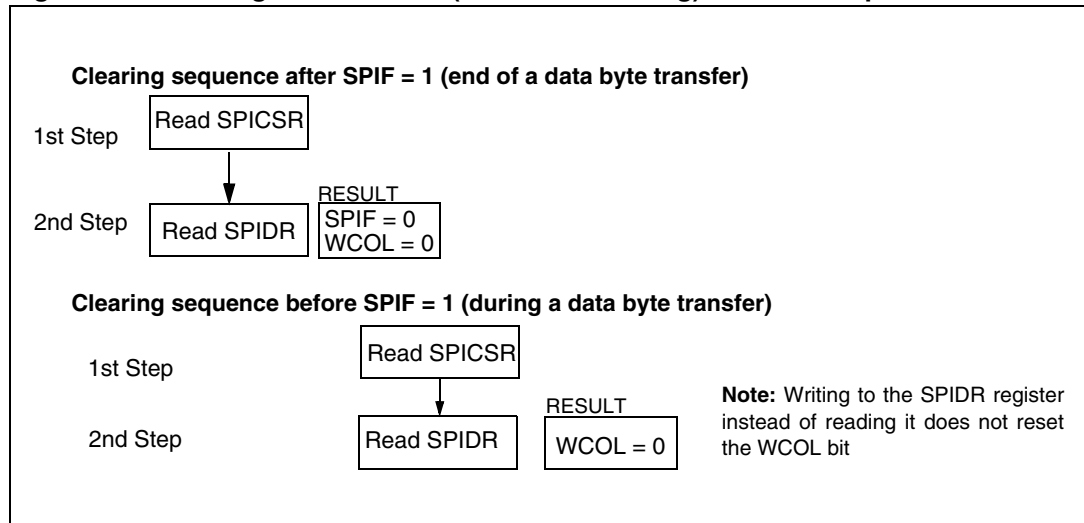 Clearing sequence after SPIF = 1 (end of a data byte transfer)
1st Step
Read SPICSR
RESULT
2nd Step
Read SPIDR
SPIF = 0
WCOL = 0
Clearing sequence before SPIF = 1 (during a data byte transfer)
1st Step
Read SPICSR
RESULT
2nd Step
Read SPIDR
WCOL = 0
Note: Writing to the SPIDR register
instead of reading it does not reset
the WCOL bit